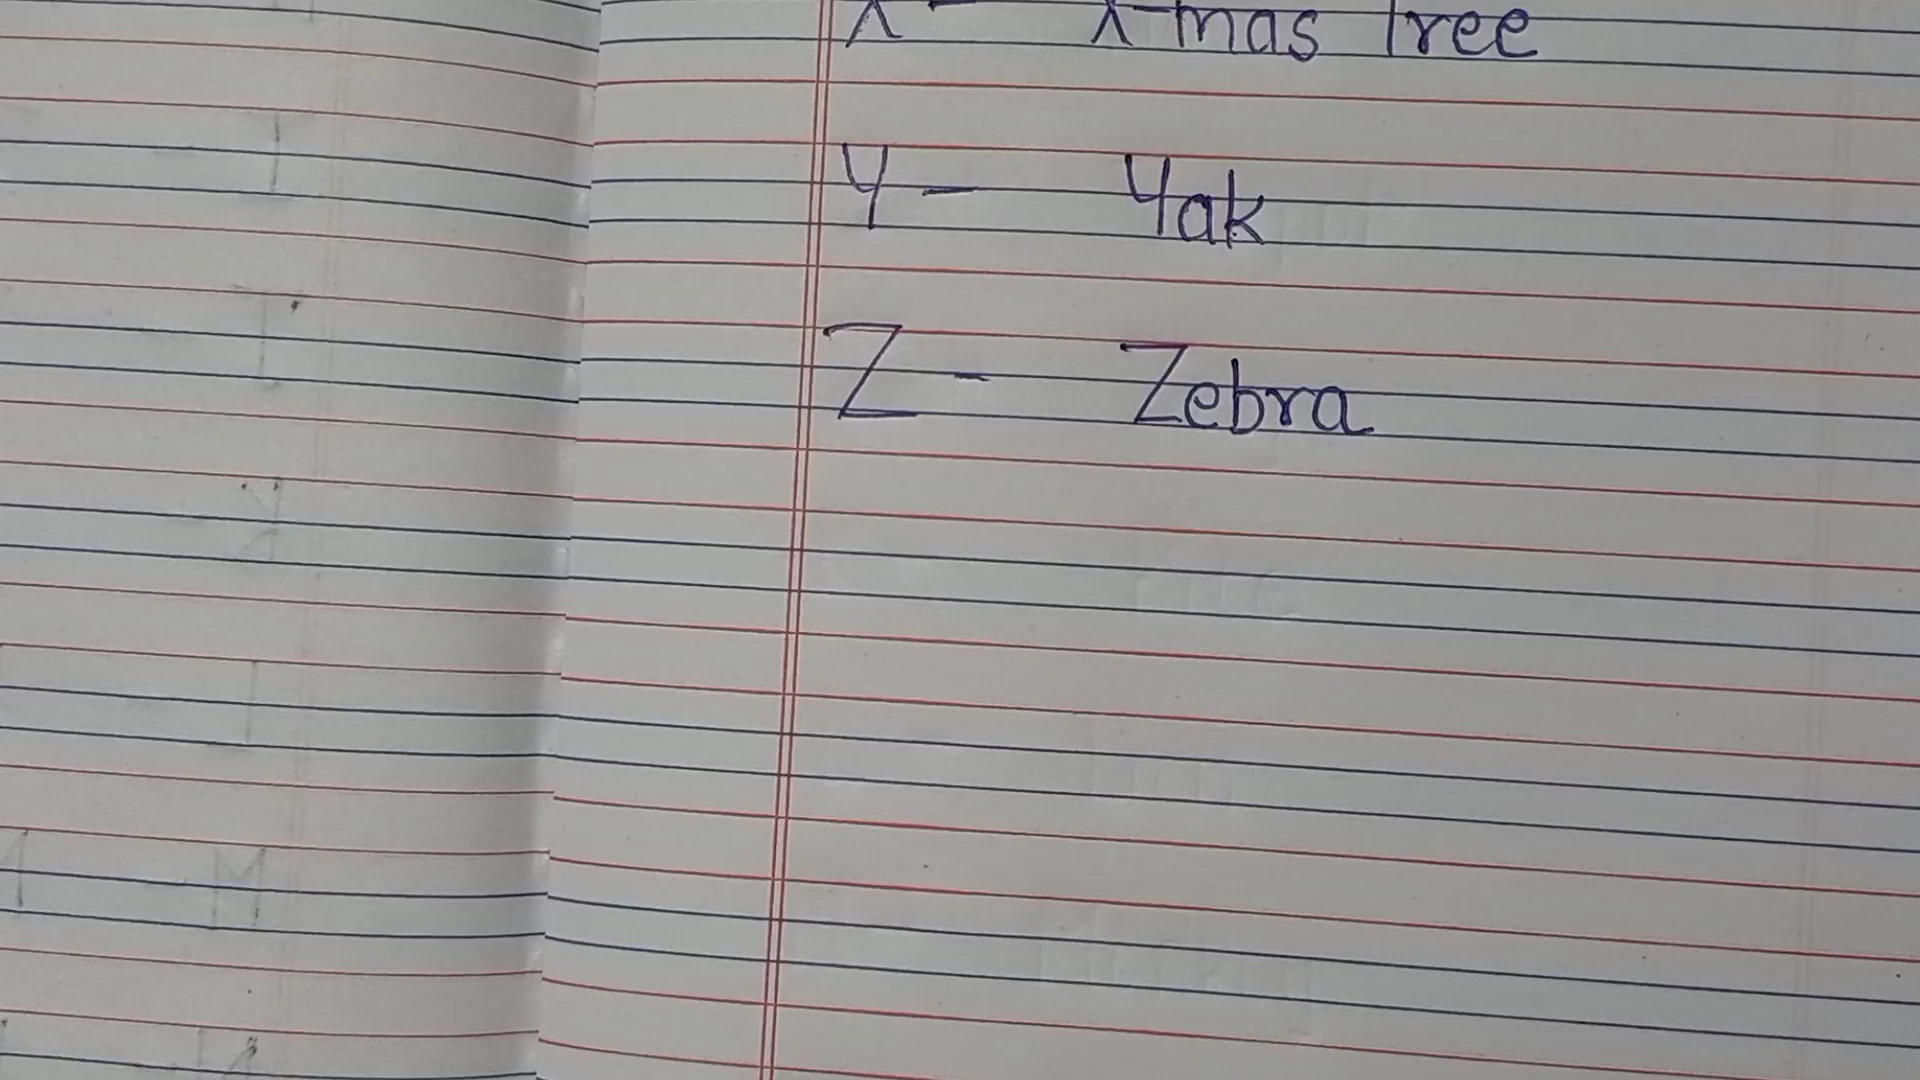 X - X-mas Tree
Y - Yak
Z - Zebra